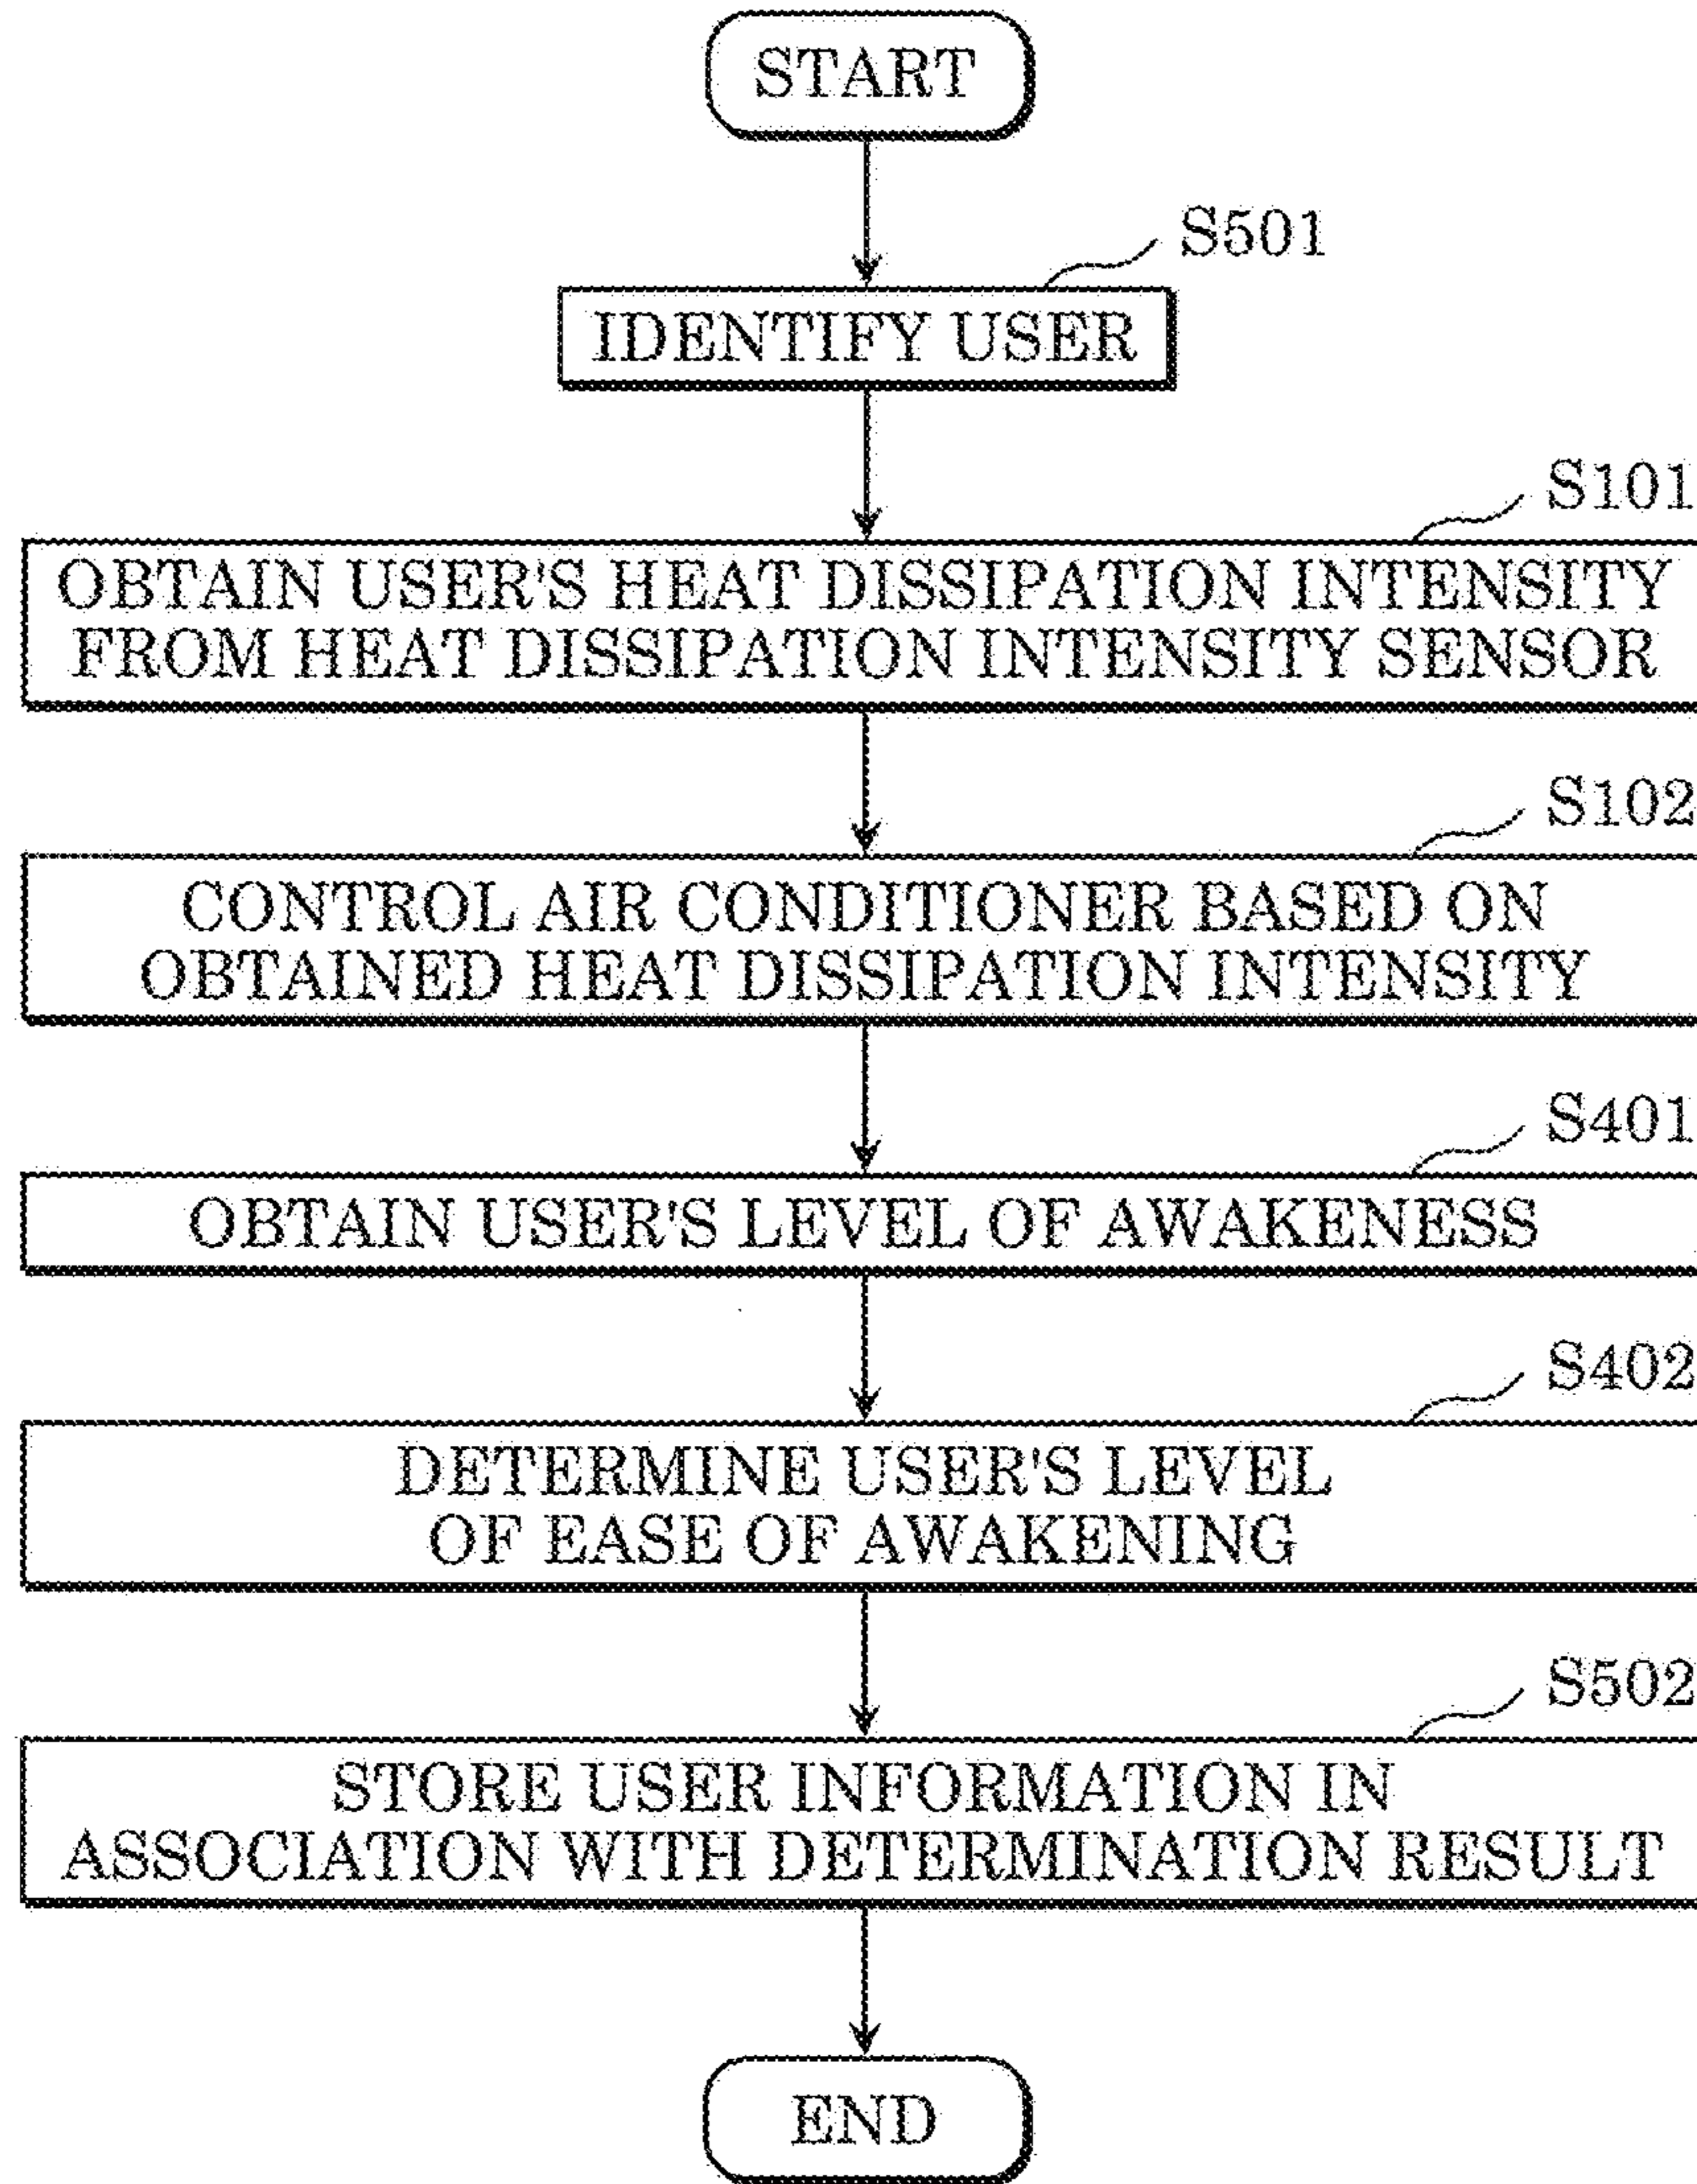 START
S501
IDENTIFY USER
S101
OBTAIN USER'S HEAT DISSIPATION INTENSITY
FROM HEAT DISSIPATION INTENSITY SENSOR
S102
CONTROL AIR CONDITIONER BASED ON
OBTAINED HEAT DISSIPATION INTENSITY
S401
OBTAIN USER'S LEVEL OF AWAKENESS
S402
DETERMINE USER'S LEVEL
OF EASE OF AWAKENING
S502
STORE USER INFORMATION IN
ASSOCIATION WITH DETERMINATION RESULT
END